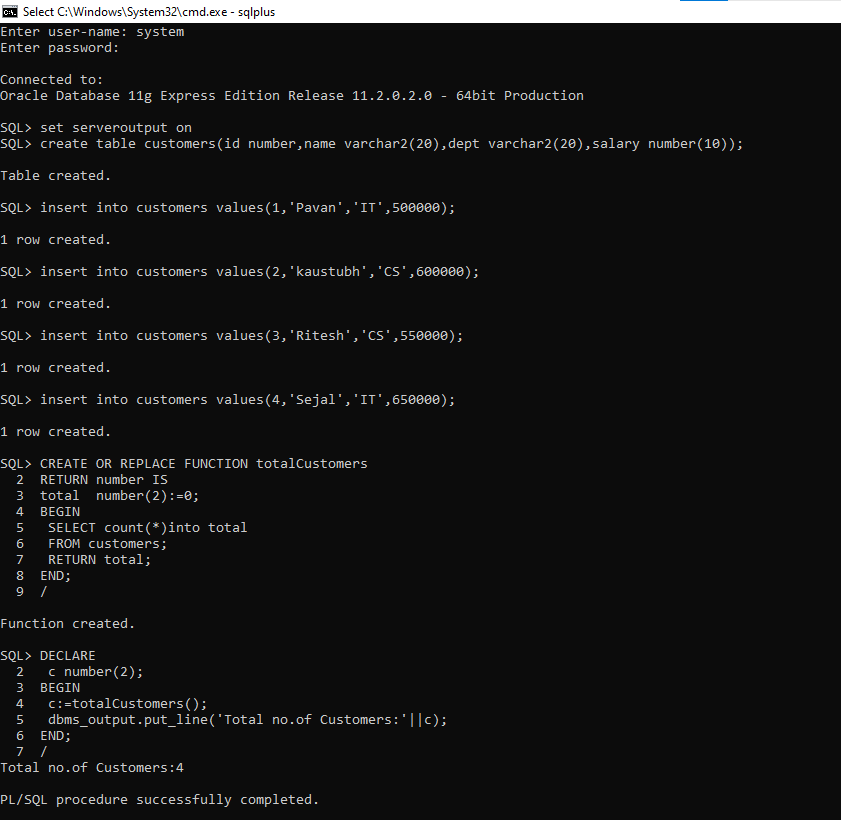 Select C:\Windows\System32\cmd.exe - sqlplus
Enter user-name: system
Enter password:
Connected to:
Oracle Database 11g Express Edition Release 11.2.0.2.0 - 64bit Production
SQL> set serveroutput on
SQL> create table customers(id number,name varchar2(20),dept varchar2(20),salary number(10));
Table created.
SQL> insert into customers values(1,'Pavan','IT',500000);
1 row created.
SQL> insert into customers values(2,'kaustubh','CS',600000);
1 row created.
SQL> insert into customers values(3,'Ritesh','CS',550000);
1 row created.
SQL> insert into customers values(4,'Sejal','IT',650000);
1 row created.
SQL> CREATE OR REPLACE FUNCTION totalCustomers
  2  RETURN number IS
  3  total  number(2):=0;
  4  BEGIN
  5   SELECT count(*)into total
  6   FROM customers;
  7   RETURN total;
  8  END;
  9  /
Function created.
SQL> DECLARE
  2   c number(2);
  3  BEGIN
  4   c:=totalCustomers();
  5   dbms_output.put_line('Total no.of Customers:'||c);
  6  END;
  7  /
Total no.of Customers:4
PL/SQL procedure successfully completed.